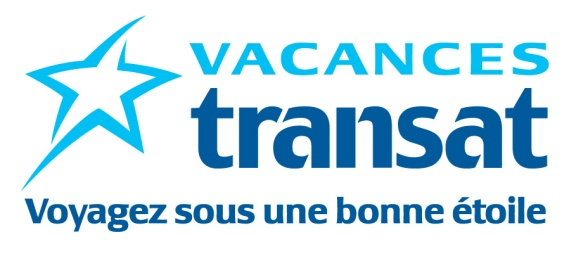 VACANCES
transat
Voyagez sous une bonne étoile